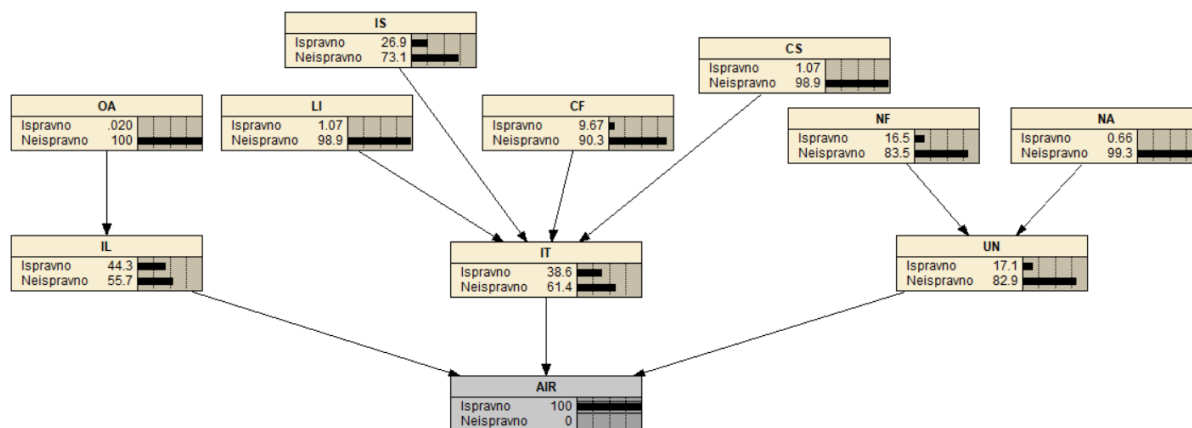 IS
Ispravno 26.9
Neispravno 73.1
CS
Ispravno 1.07
Neispravno 98.9
OA
Ispravno .020
Neispravno 100
LI
Ispravno 1.07
Neispravno 98.9
CF
Ispravno 9.67
Neispravno 90.3
NF
Ispravno 16.5
Neispravno 83.5
NA
Ispravno 0.66
Neispravno 99.3
IL
Ispravno 44.3
Neispravno 55.7
IT
Ispravno 38.6
Neispravno 61.4
UN
Ispravno 17.1
Neispravno 82.9
AIR
Ispravno 100
Neispravno 0